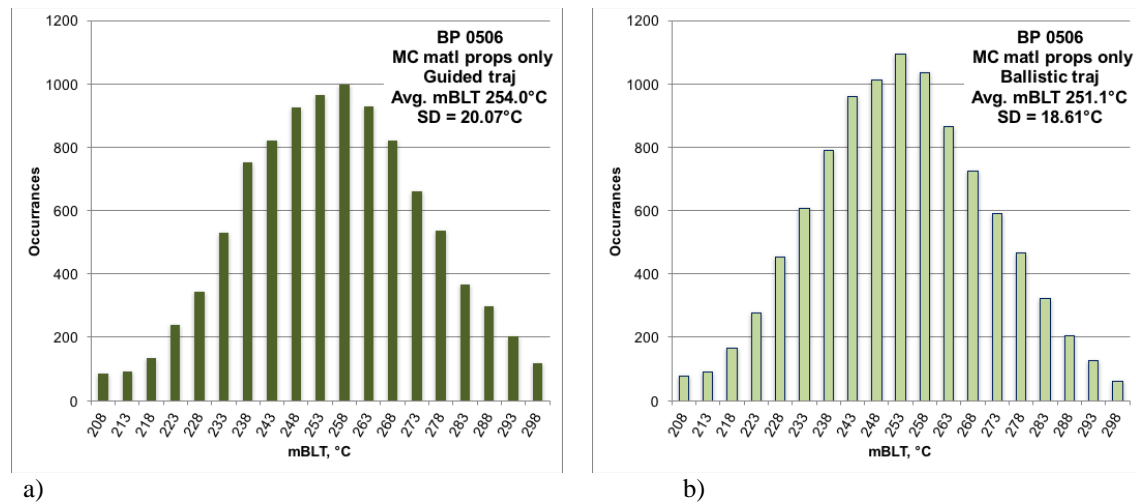 1200
1000
800
600
400
200
0
Occurrances
BP 0506
MC matl props only
Guided traj
Avg. mBLT 254.0°C
SD = 20.07°C
208 213 218 223 228 233 238 243 248 253 258 263 268 273 278 283 288 293 298
mBLT, °C
a)
1200
1000
800
600
400
200
0
Occurrances
BP 0506
MC matl props only
Ballistic traj
Avg. mBLT 251.1°C
SD = 18.61°C
208 213 218 223 228 233 238 243 248 253 258 263 268 273 278 283 288 293 298
mBLT, °C
b)